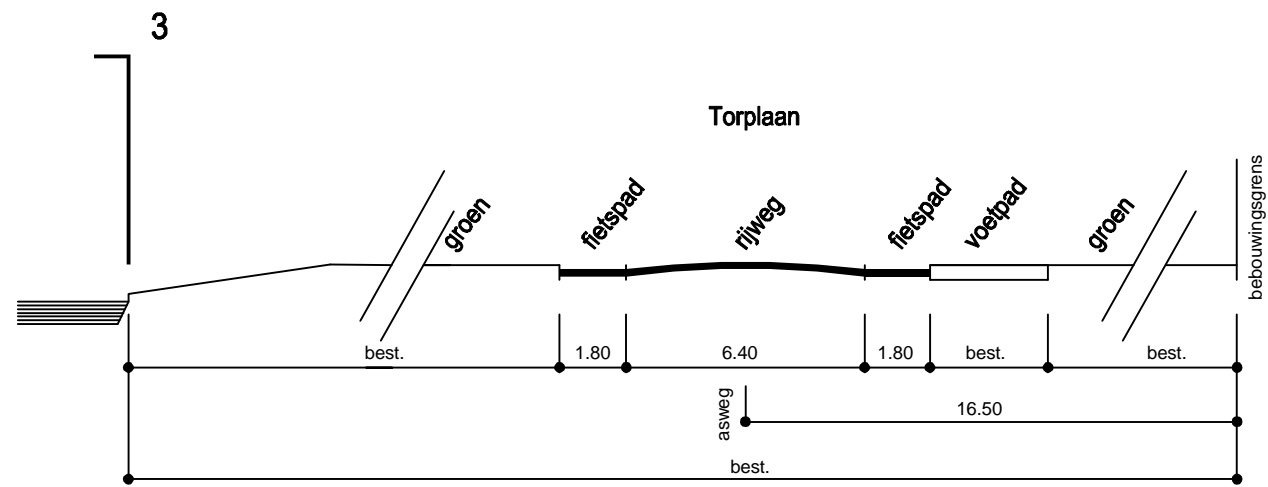 3
Torplaan
groen
fietspad
rijweg
fietspad
voetpad
groen
bebouwingsgrens
best.
1.80
6.40
1.80
best.
best.
asweg
16.50
best.